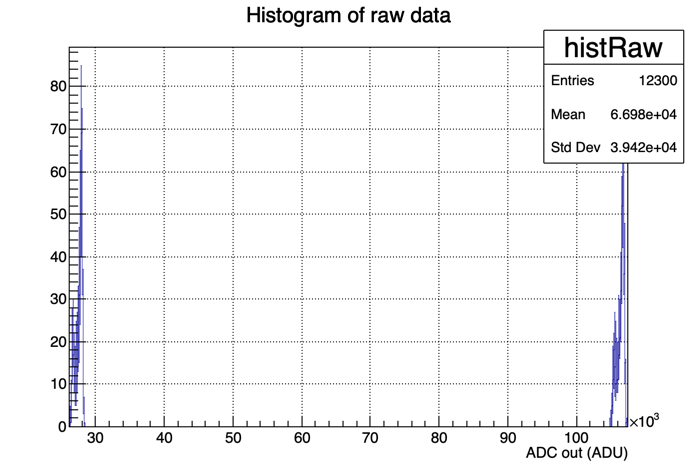 Histogram of raw data
histRaw
Entries 12300
Mean 6.698e+04
Std Dev 3.942e+04
80
70
60
50
40
30
20
10
0
30 40 50 60 70 80 90 100
×10³
ADC out (ADU)